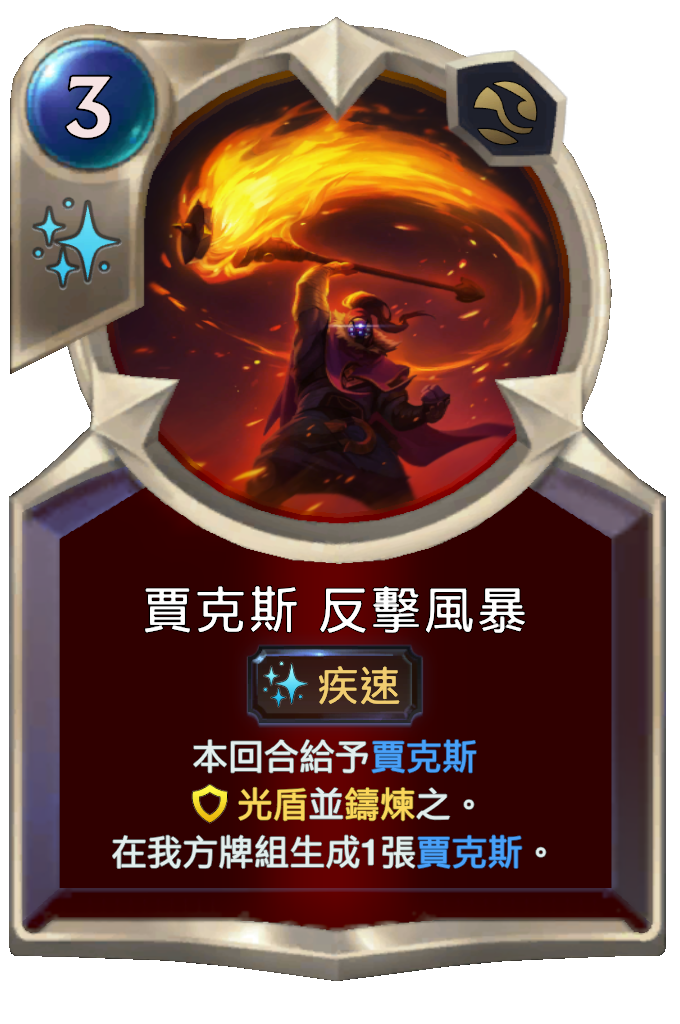 3
賈克斯 反擊風暴
疾速
本回合給予賈克斯
光盾並鑄煉之。
在我方牌組生成1張賈克斯。